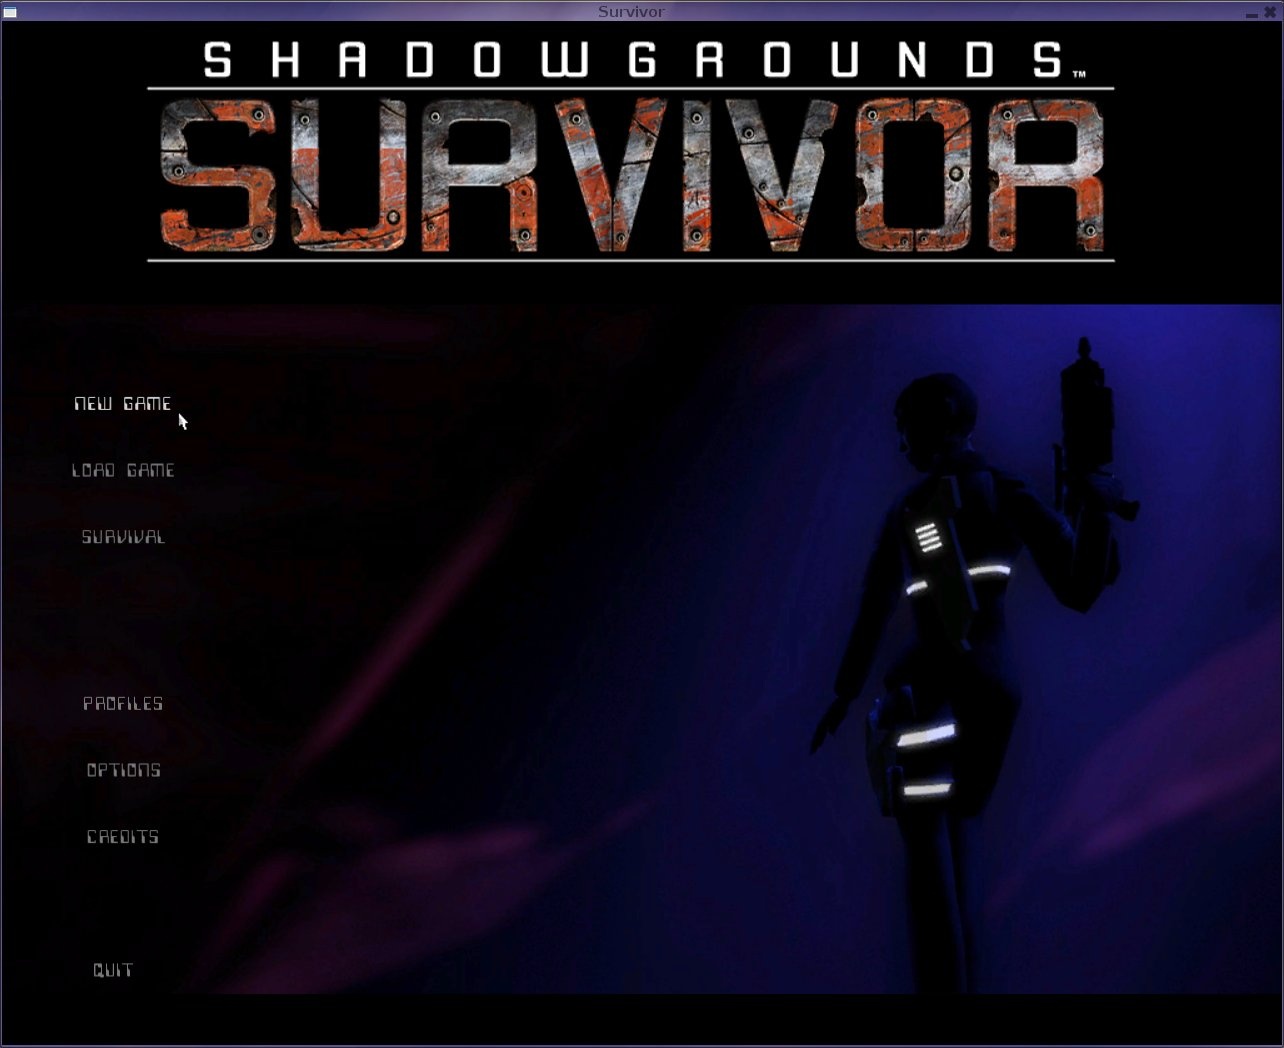 Survivor
SHADOWGROUNDS™
SURVIVOR
NEW GAME
LOAD GAME
SURVIVAL
PROFILES
OPTIONS
CREDITS
QUIT